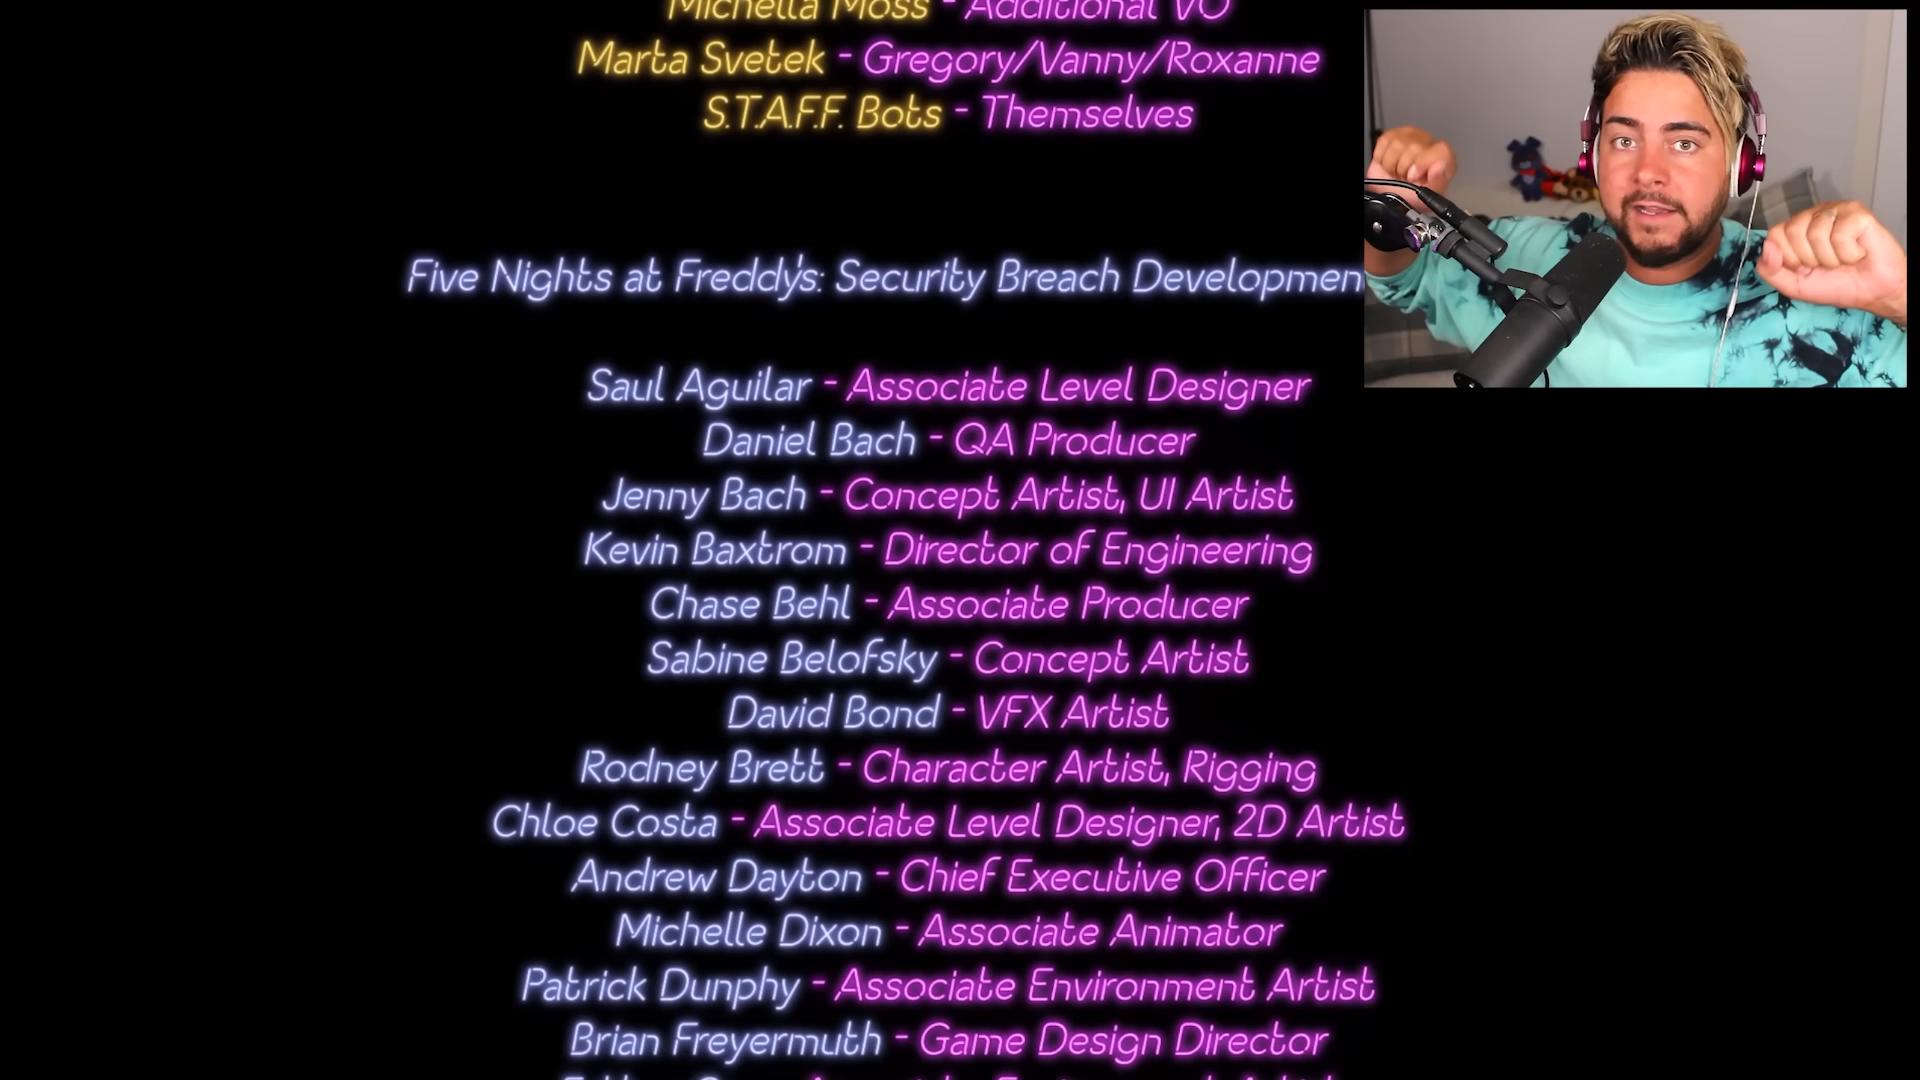 Michella Moss - Additional VO
Marta Svetek - Gregory/Vanny/Roxanne
S.T.A.F.F. Bots - Themselves
Five Nights at Freddy's: Security Breach Developmen
Saul Aguilar - Associate Level Designer
Daniel Bach - QA Producer
Jenny Bach - Concept Artist, UI Artist
Kevin Baxtrom - Director of Engineering
Chase Behl - Associate Producer
Sabine Belofsky - Concept Artist
David Bond - VFX Artist
Rodney Brett - Character Artist, Rigging
Chloe Costa - Associate Level Designer, 2D Artist
Andrew Dayton - Chief Executive Officer
Michelle Dixon - Associate Animator
Patrick Dunphy - Associate Environment Artist
Brian Freyermuth - Game Design Director